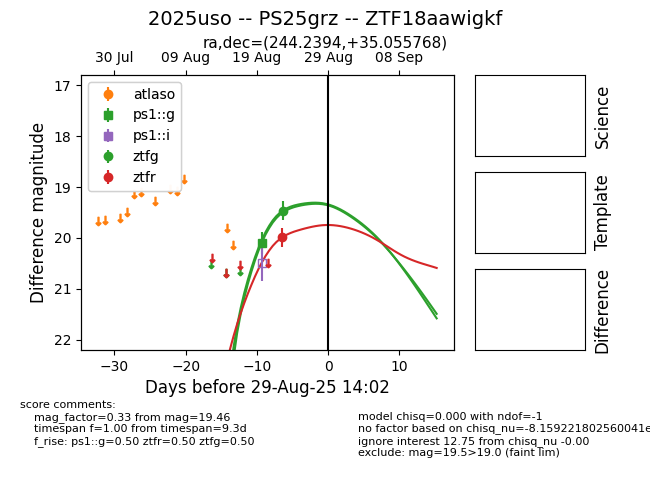 2025uso -- PS25grz -- ZTF18aawigkf
ra,dec=(244.2394,+35.055768)
30 Jul 09 Aug 19 Aug 29 Aug 08 Sep
17
18
19
20
21
22
Difference magnitude
atlaso
ps1::g
ps1::i
ztfg
ztfr
−30 −20 −10 0 10
Days before 29-Aug-25 14:02
Science
Template
Difference
score comments:
mag_factor=0.33 from mag=19.46
timespan f=1.00 from timespan=9.3d
f_rise: ps1::g=0.50 ztfr=0.50 ztfg=0.50
model chisq=0.000 with ndof=-1
no factor based on chisq_nu=-8.159221802560041e
ignore interest 12.75 from chisq_nu -0.00
exclude: mag=19.5>19.0 (faint lim)